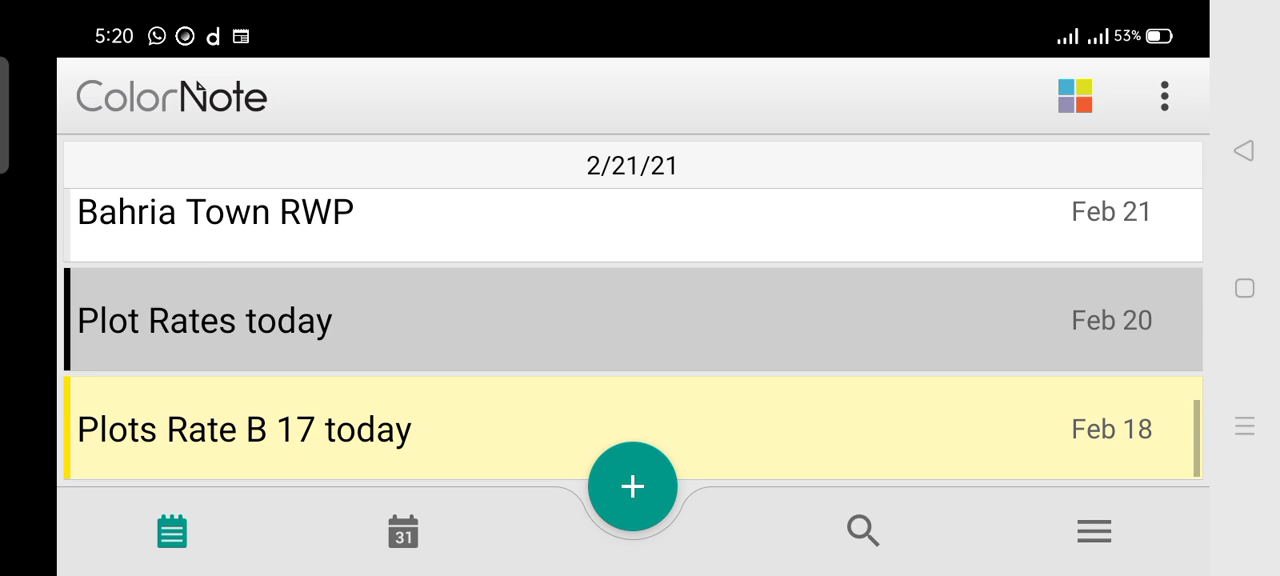 5:20 d 53%
ColorNote
2/21/21
Bahria Town RWP Feb 21
Plot Rates today Feb 20
Plots Rate B 17 today Feb 18
+
31